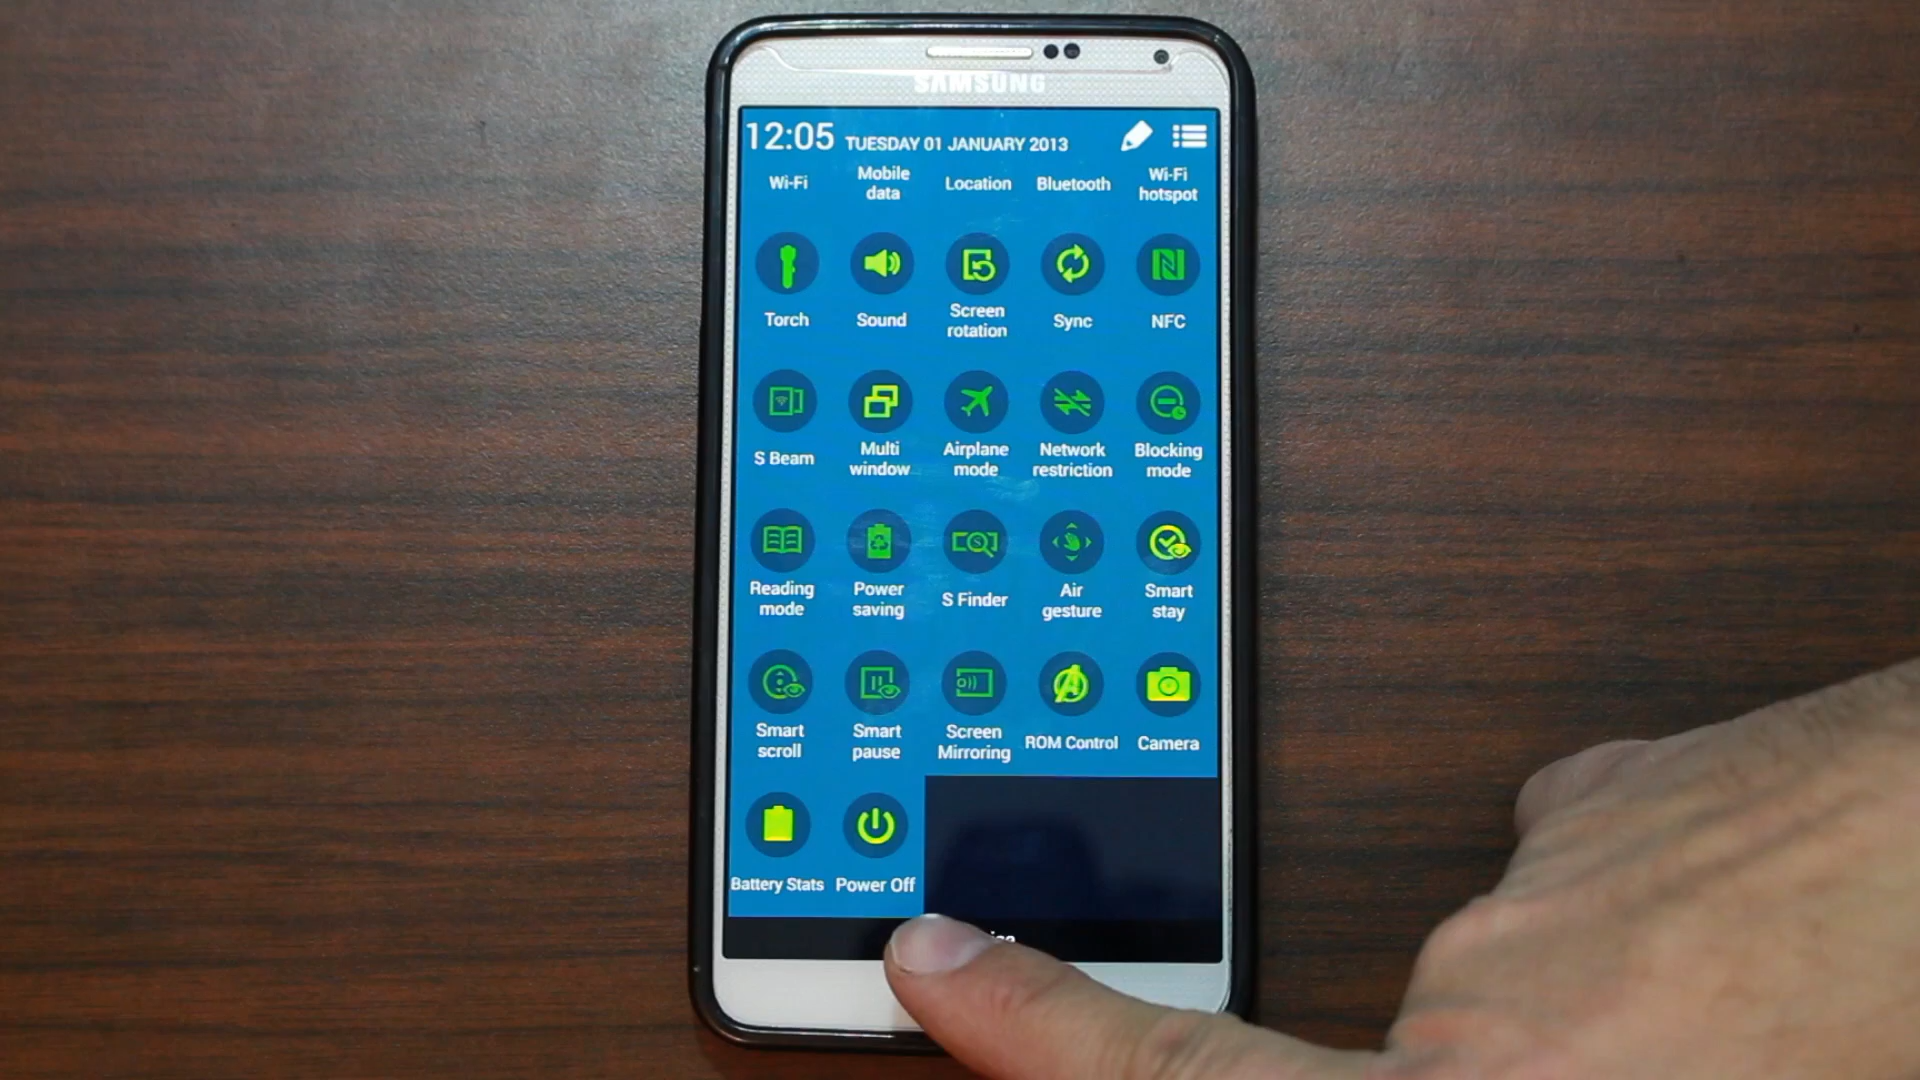 SAMSUNG
12:05 TUESDAY 01 JANUARY 2013
Wi-Fi
Mobile
data
Location
Bluetooth
Wi-Fi
hotspot
Torch
Sound
Screen
rotation
Sync
NFC
S Beam
Multi
window
Airplane
mode
Network
restriction
Blocking
mode
Reading
mode
Power
saving
S Finder
Air
gesture
Smart
stay
Smart
scroll
Smart
pause
Screen
Mirroring
ROM Control
Camera
Battery Stats
Power Off